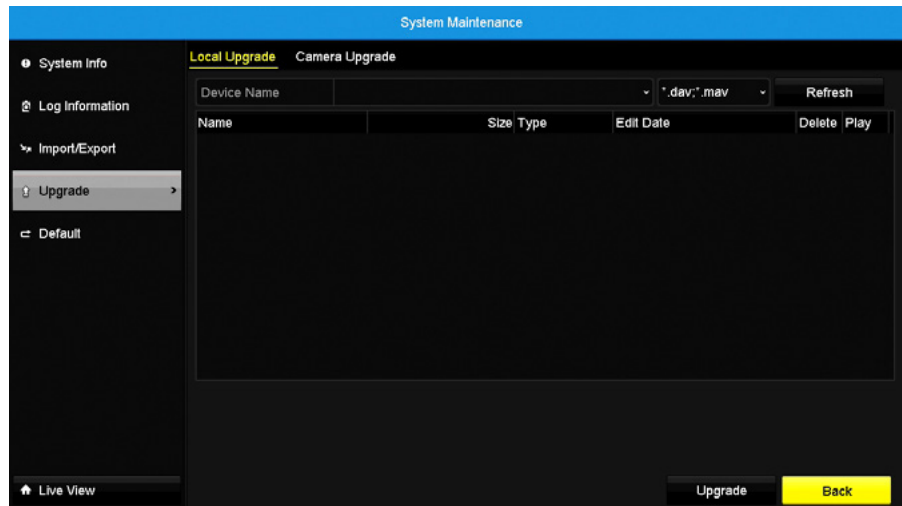 System Maintenance
System Info
Log Information
Import/Export
Upgrade >
Default
Live View
Local Upgrade Camera Upgrade
Device Name *.dav;*.mav Refresh
Name Size Type Edit Date Delete Play
Upgrade Back